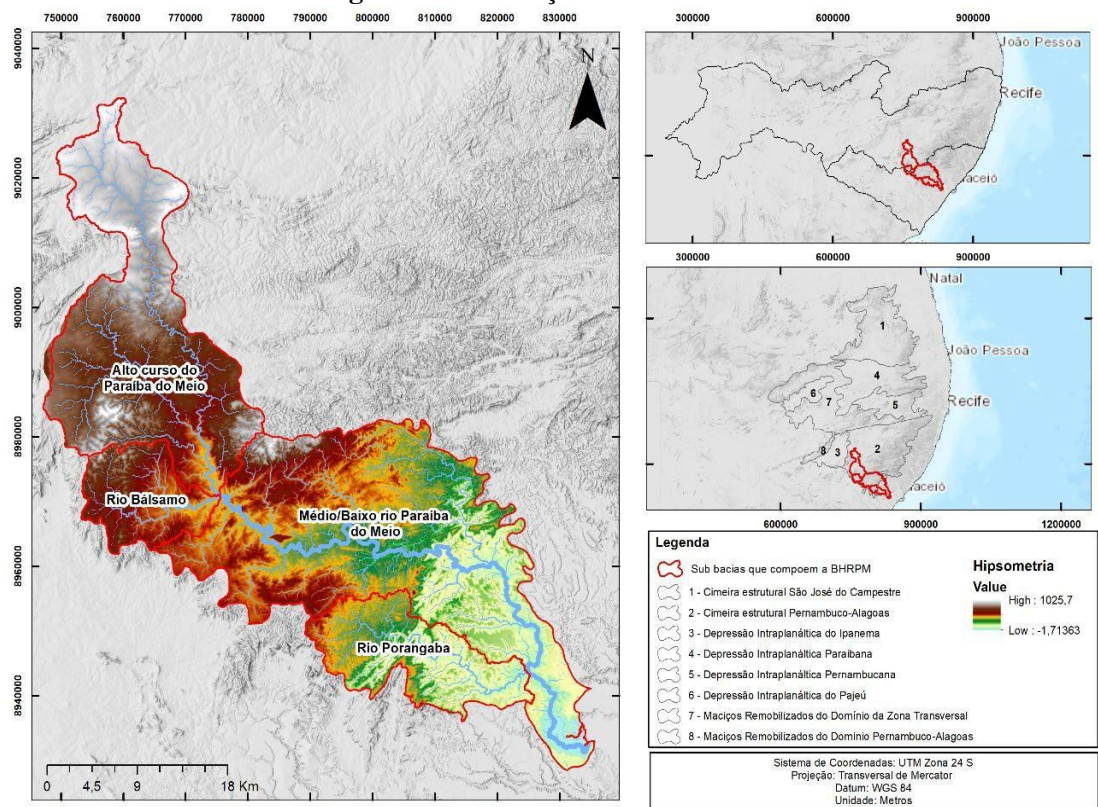 750000 760000 770000 780000 790000 800000 810000 820000 830000
9040000
9020000
9000000
8980000
8960000
8940000
N
Alto curso do
Paraíba do Meio
Rio Bálsamo
Médio/Baixo rio Paraíba
do Meio
Rio Porangaba
0 4,5 9 18 Km
300000 600000 900000
João Pessoa
Recife
aceió
300000 600000 900000
Natal
João Pessoa
Recife
aceió
1
4
6
7
5
2
8
3
600000 900000 1200000
Legenda
Sub bacias que compoem a BHRPM
1 - Cimeira estrutural São José do Campestre
2 - Cimeira estrutural Pernambuco-Alagoas
3 - Depressão Intraplanáltica do Ipanema
4 - Depressão Intraplanáltica Paraibana
5 - Depressão Intraplanáltica Pernambucana
6 - Depressão Intraplanáltica do Pajeú
7 - Maciços Remobilizados do Domínio da Zona Transversal
8 - Maciços Remobilizados do Domínio Pernambuco-Alagoas
Hipsometria
Value
High : 1025,7
Low : -1,71363
Sistema de Coordenadas: UTM Zona 24 S
Projeção: Transversal de Mercator
Datum: WGS 84
Unidade: Metros